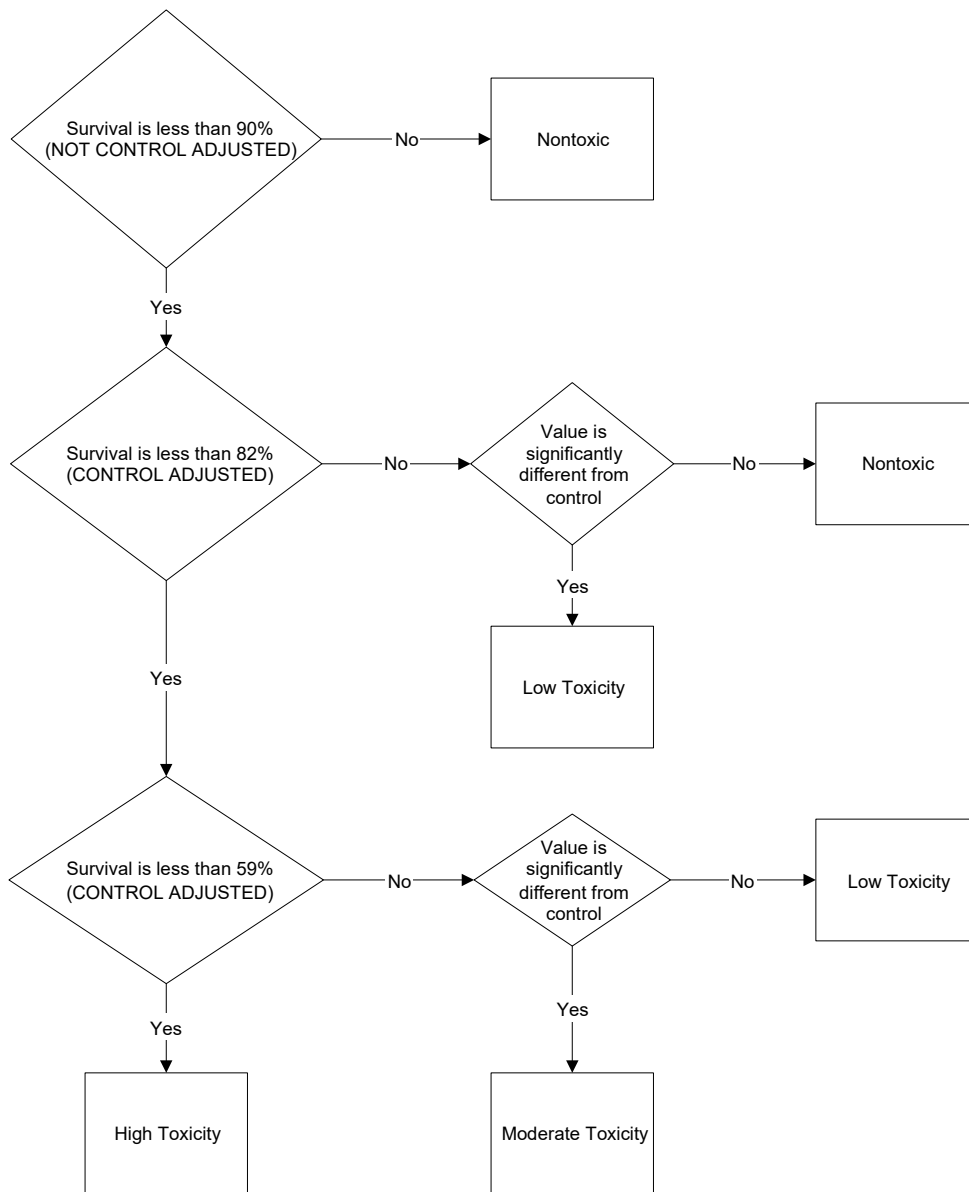 Survival is less than 90%
(NOT CONTROL ADJUSTED)
No
Nontoxic
Yes
Survival is less than 82%
(CONTROL ADJUSTED)
No
Value is
significantly
different from
control
No
Nontoxic
Yes
Low Toxicity
Yes
Survival is less than 59%
(CONTROL ADJUSTED)
No
Value is
significantly
different from
control
No
Low Toxicity
Yes
Yes
High Toxicity
Moderate Toxicity